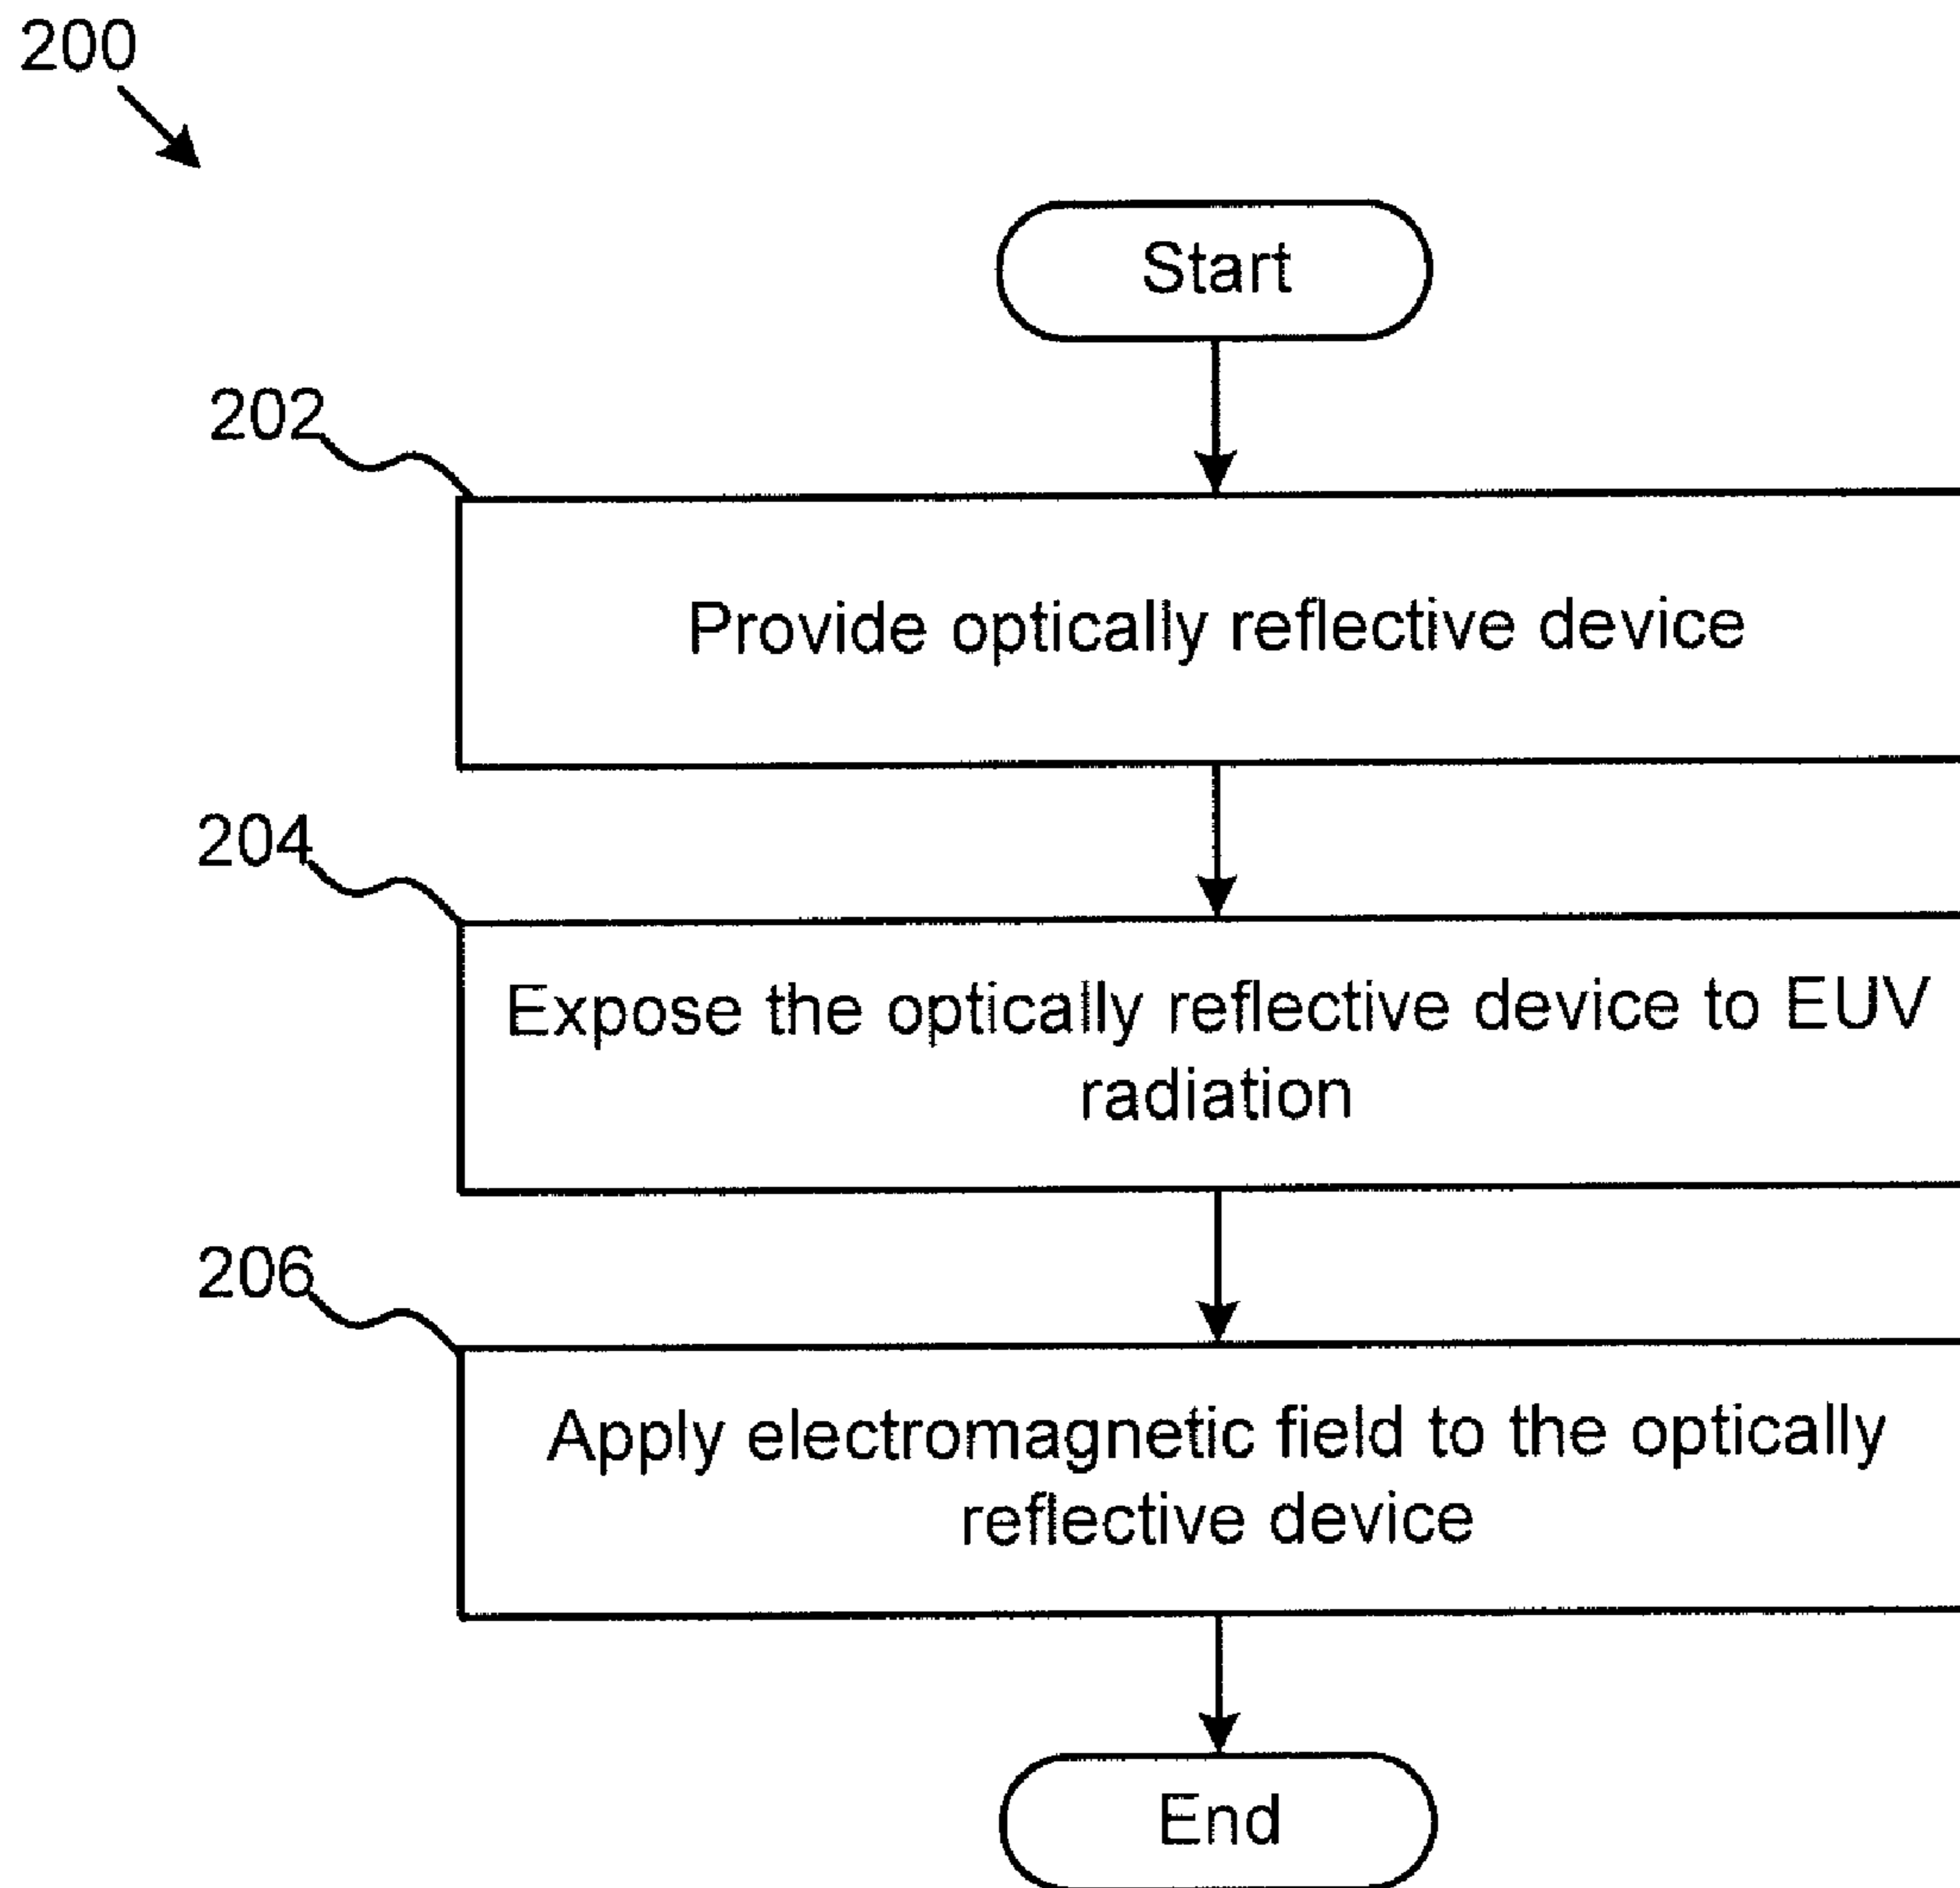 200
Start
202
Provide optically reflective device
204
Expose the optically reflective device to EUV
radiation
206
Apply electromagnetic field to the optically
reflective device
End